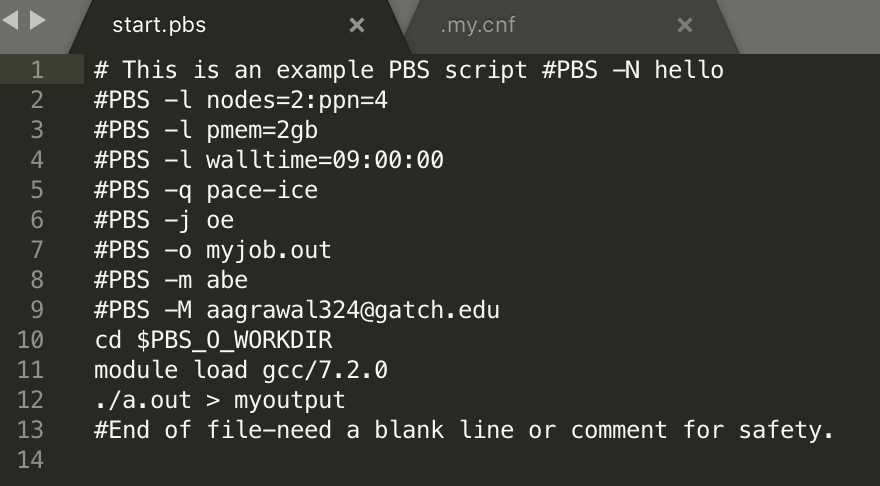 start.pbs
.my.cnf
1 # This is an example PBS script #PBS -N hello
2 #PBS -l nodes=2:ppn=4
3 #PBS -l pmem=2gb
4 #PBS -l walltime=09:00:00
5 #PBS -q pace-ice
6 #PBS -j oe
7 #PBS -o myjob.out
8 #PBS -m abe
9 #PBS -M aagrawal324@gatch.edu
10 cd $PBS_O_WORKDIR
11 module load gcc/7.2.0
12 ./a.out > myoutput
13 #End of file-need a blank line or comment for safety.
14